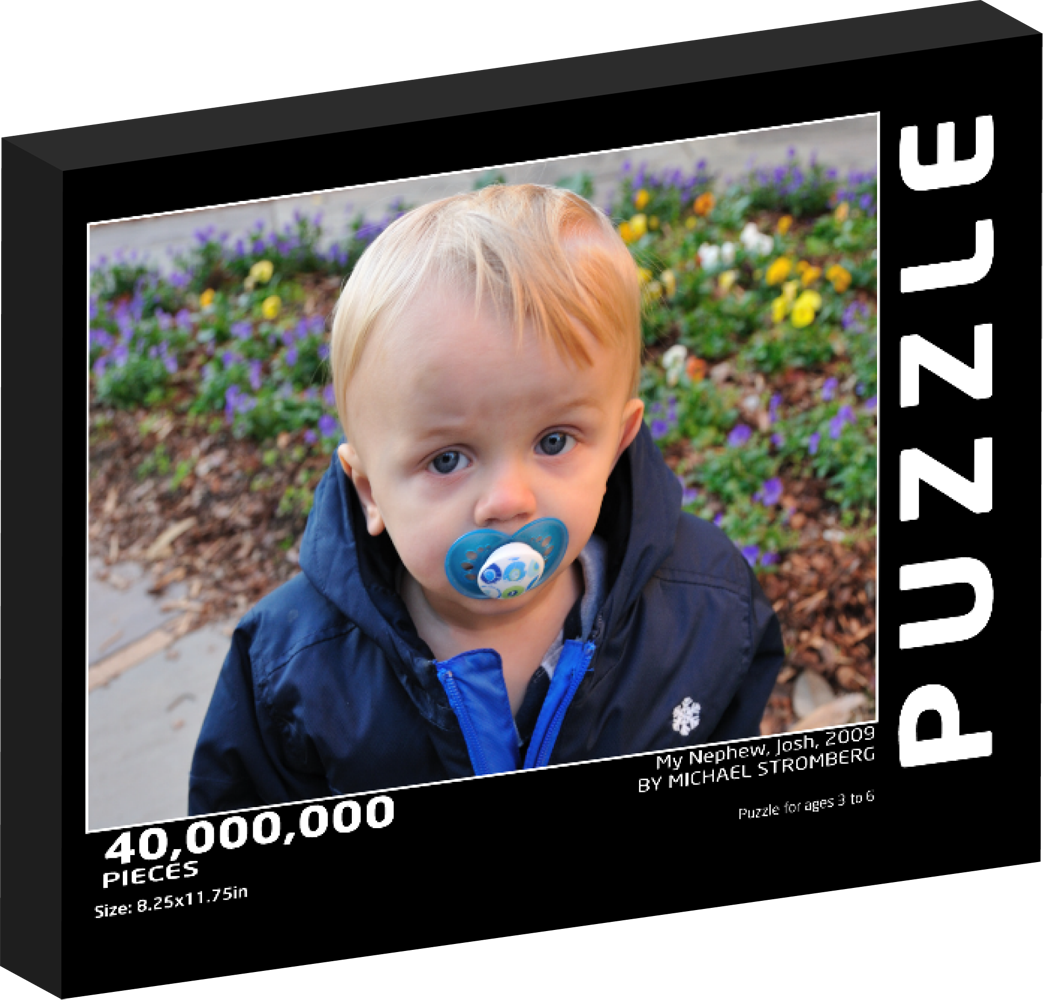 PUZZLE
My Nephew, Josh, 2009
BY MICHAEL STROMBERG
Puzzle for ages 3 to 6
40,000,000
PIECES
Size: 8.25x11.75in